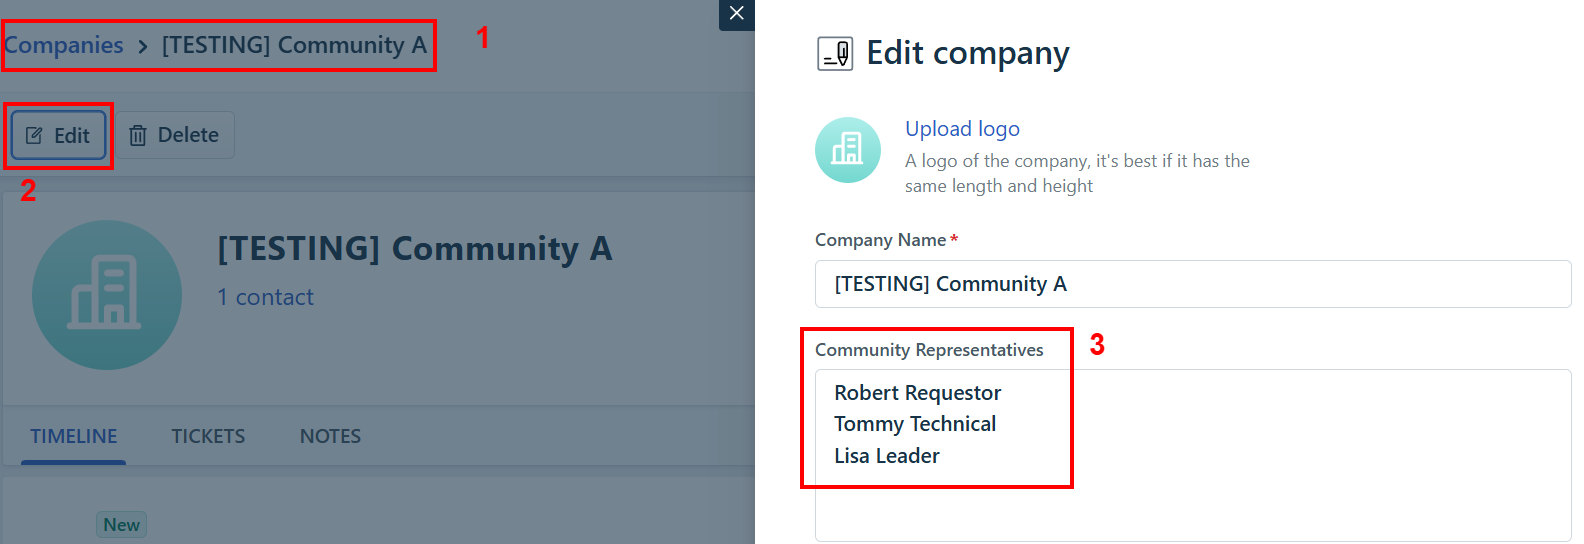 Companies > [TESTING] Community A
1
Edit
Delete
2
[TESTING] Community A
1 contact
TIMELINE
TICKETS
NOTES
New
Edit company
Upload logo
A logo of the company, it's best if it has the
same length and height
Company Name*
[TESTING] Community A
Community Representatives
3
Robert Requestor
Tommy Technical
Lisa Leader